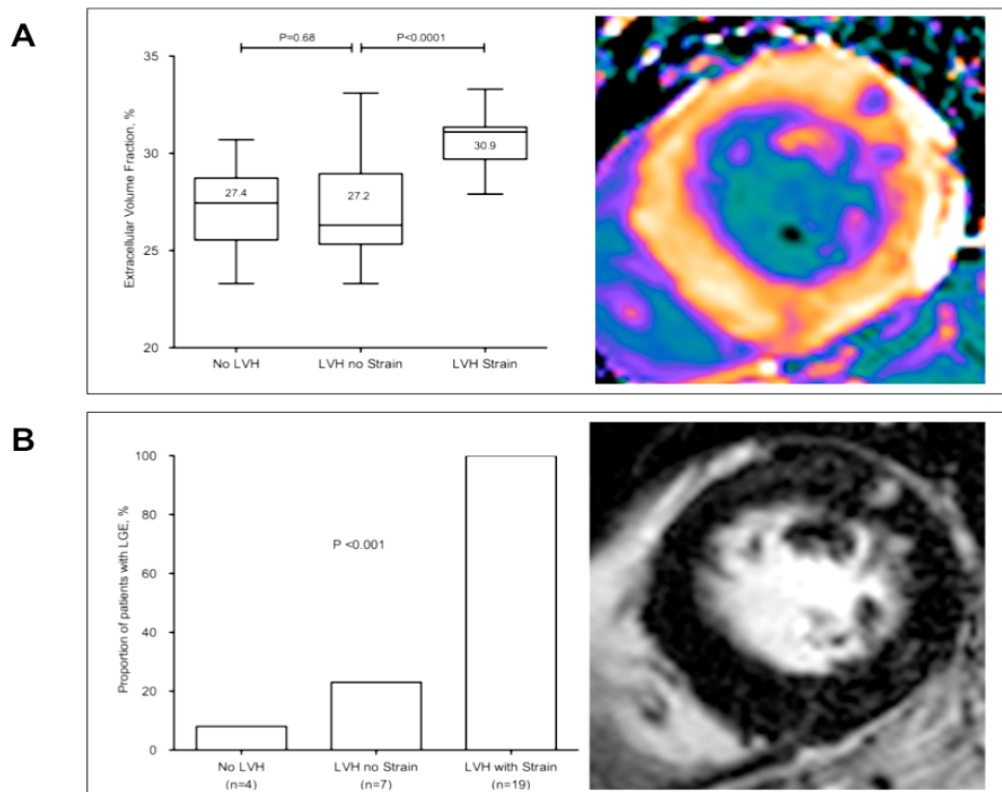 A
P=0.68
P<0.0001
Extracellular Volume Fraction, %
35
30
25
20
27.4
27.2
30.9
No LVH
LVH no Strain
LVH Strain
B
Proportion of patients with LGE, %
100
80
60
40
20
0
P <0.001
No LVH
(n=4)
LVH no Strain
(n=7)
LVH with Strain
(n=19)